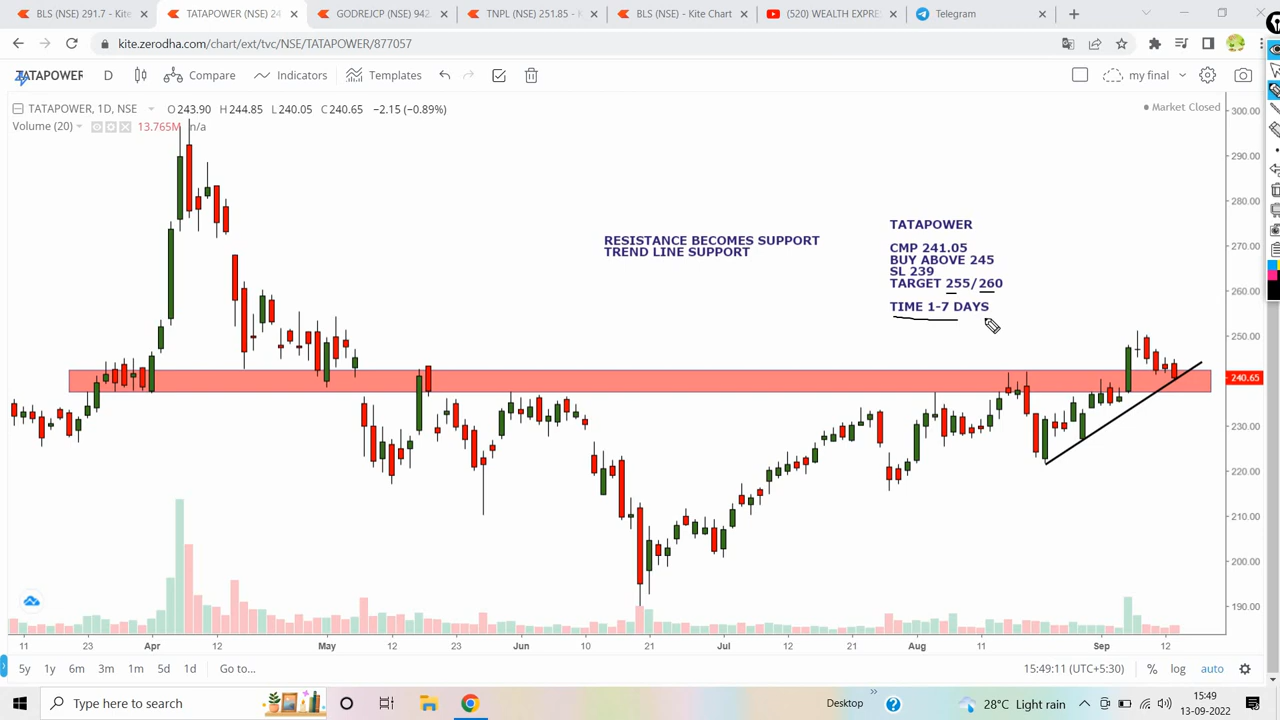 BLS (NSE) 291.7 - Kite
TATAPOWER (NSE) 24
GODREJCP (NSE) 942.
TNPL (NSE) 251.85 - Kite
BLS (NSE) - Kite Chart
(520) WEALTH EXPRE
Telegram
kite.zerodha.com/chart/ext/tvc/NSE/TATAPOWER/877057
TATAPOWER
D
Compare
Indicators
Templates
my final
TATAPOWER, 1D, NSE
O243.90 H244.85 L240.05 C240.65 −2.15 (−0.89%)
Market Closed
Volume (20)
13.765M n/a
RESISTANCE BECOMES SUPPORT
TREND LINE SUPPORT
TATAPOWER
CMP 241.05
BUY ABOVE 245
SL 239
TARGET 255/260
TIME 1-7 DAYS
300.00
290.00
280.00
270.00
260.00
250.00
240.65
230.00
220.00
210.00
200.00
190.00
11 23 Apr 12 May 12 23 Jun 10 21 Jul 12 21 Aug 11 Sep 12
5y 1y 6m 3m 1m 5d 1d Go to...
15:49:11 (UTC+5:30) % log auto
Type here to search
Desktop
28°C Light rain
15:49
13-09-2022